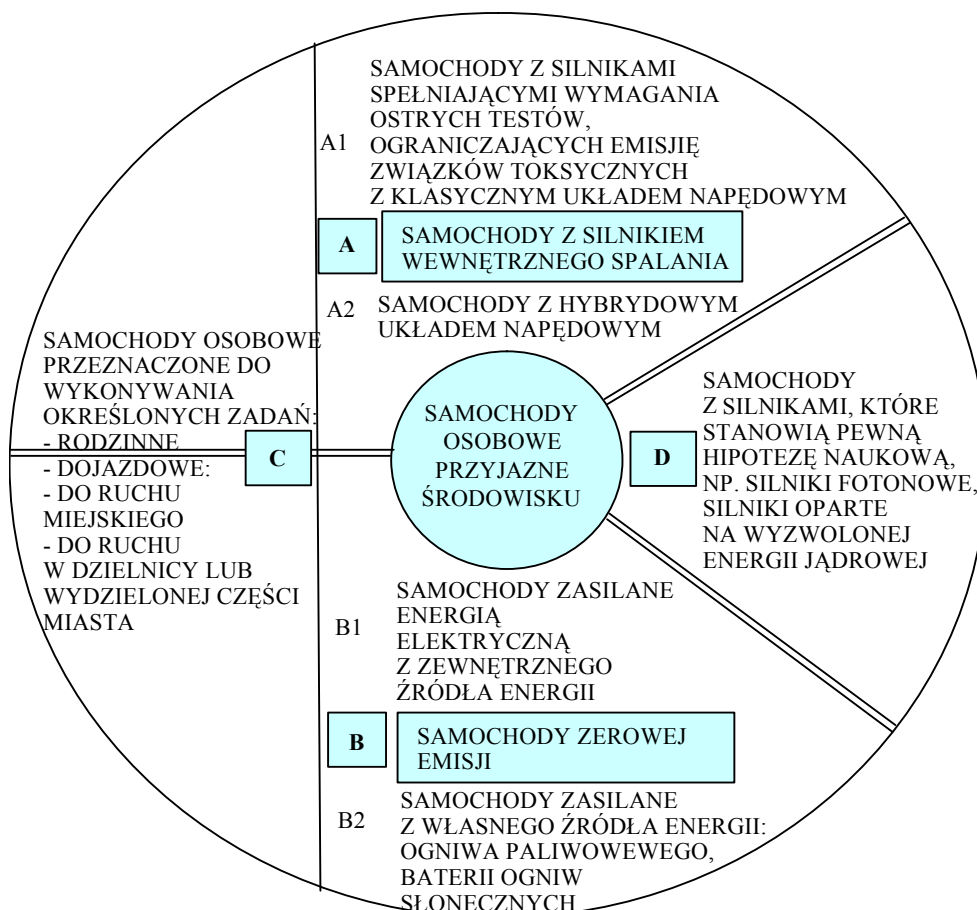 SAMOCHODY Z SILNIKAMI
SPEŁNIAJĄCYMI WYMAGANIA
OSTRYCH TESTÓW,
A1
OGRANICZAJĄCYCH EMISJIĘ
ZWIĄZKÓW TOKSYCZNYCH
Z KLASYCZNYM UKŁADEM NAPĘDOWYM
A
SAMOCHODY Z SILNIKIEM
WEWNĘTRZNEGO SPALANIA
A2
SAMOCHODY Z HYBRYDOWYM
UKŁADEM NAPĘDOWYM
SAMOCHODY OSOBOWE
PRZEZNACZONE DO
WYKONYWANIA
OKREŚLONYCH ZADAŃ:
- RODZINNE
- DOJAZDOWE:
- DO RUCHU
MIEJSKIEGO
- DO RUCHU
W DZIELNICY LUB
WYDZIELONEJ CZĘŚCI
MIASTA
C
SAMOCHODY
OSOBOWE
PRZYJAZNE
ŚRODOWISKU
D
SAMOCHODY
Z SILNIKAMI, KTÓRE
STANOWIĄ PEWNĄ
HIPOTEZĘ NAUKOWĄ,
NP. SILNIKI FOTONOWE,
SILNIKI OPARTE
NA WYZWOLONEJ
ENERGII JĄDROWEJ
B1
SAMOCHODY ZASILANE
ENERGIĄ
ELEKTRYCZNĄ
Z ZEWNĘTRZNEGO
ŹRÓDŁA ENERGII
B
SAMOCHODY ZEROWEJ
EMISJI
B2
SAMOCHODY ZASILANE
Z WŁASNEGO ŹRÓDŁA ENERGII:
OGNIWA PALIWOWEWEGO,
BATERII OGNIW
SŁONECZNYCH